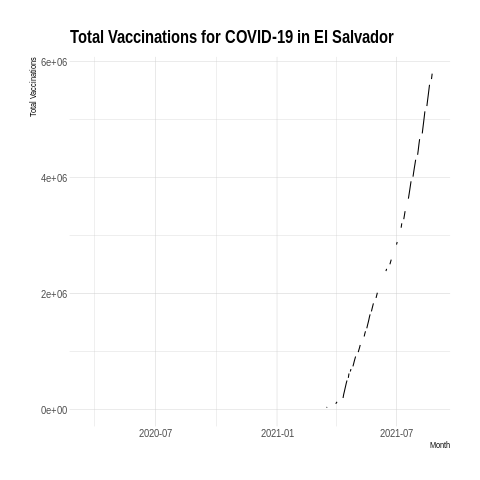 Total Vaccinations for COVID-19 in El Salvador
Total Vaccinations
6e+06
4e+06
2e+06
0e+00
2020-07
2021-01
2021-07
Month